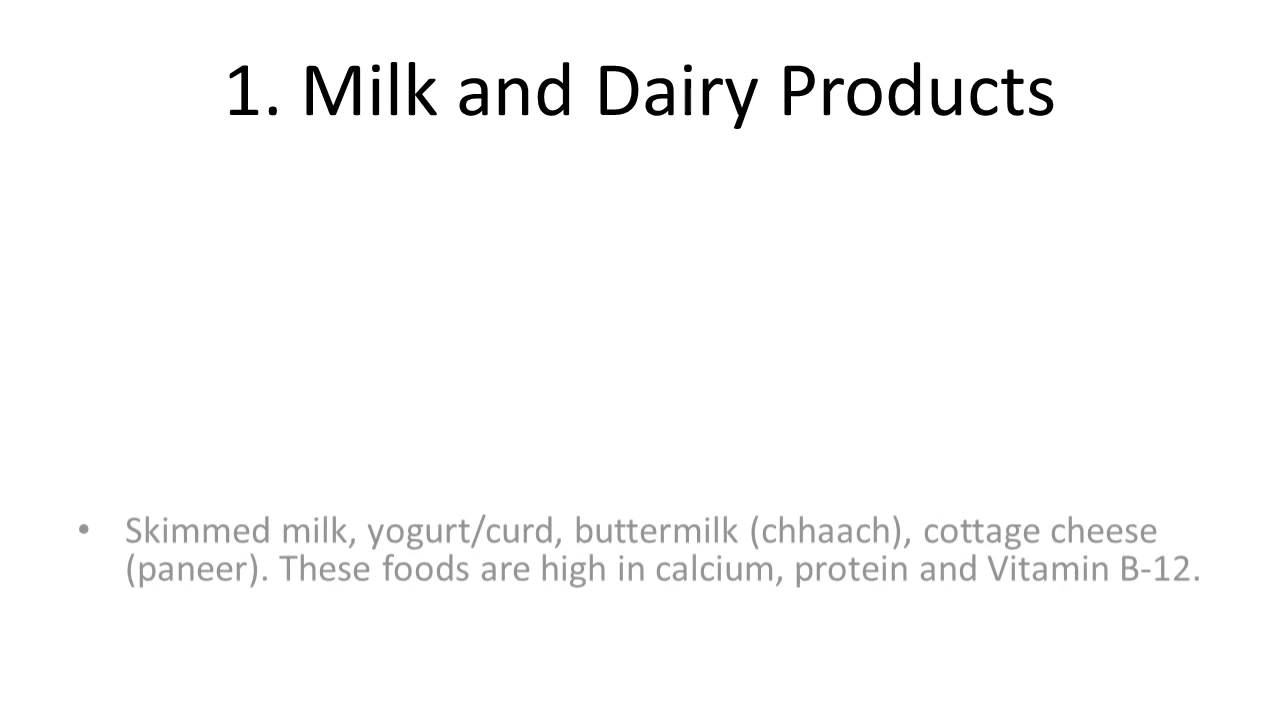 1. Milk and Dairy Products
• Skimmed milk, yogurt/curd, buttermilk (chhaach), cottage cheese
(paneer). These foods are high in calcium, protein and Vitamin B-12.